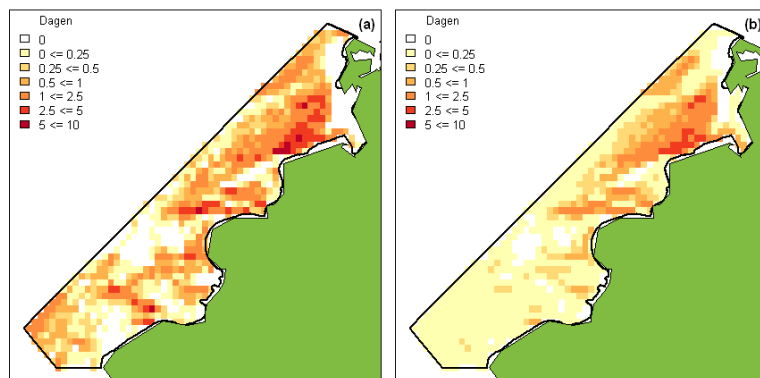 Dagen
0
0 <= 0.25
0.25 <= 0.5
0.5 <= 1
1 <= 2.5
2.5 <= 5
5 <= 10
(a)
Dagen
0
0 <= 0.25
0.25 <= 0.5
0.5 <= 1
1 <= 2.5
2.5 <= 5
5 <= 10
(b)